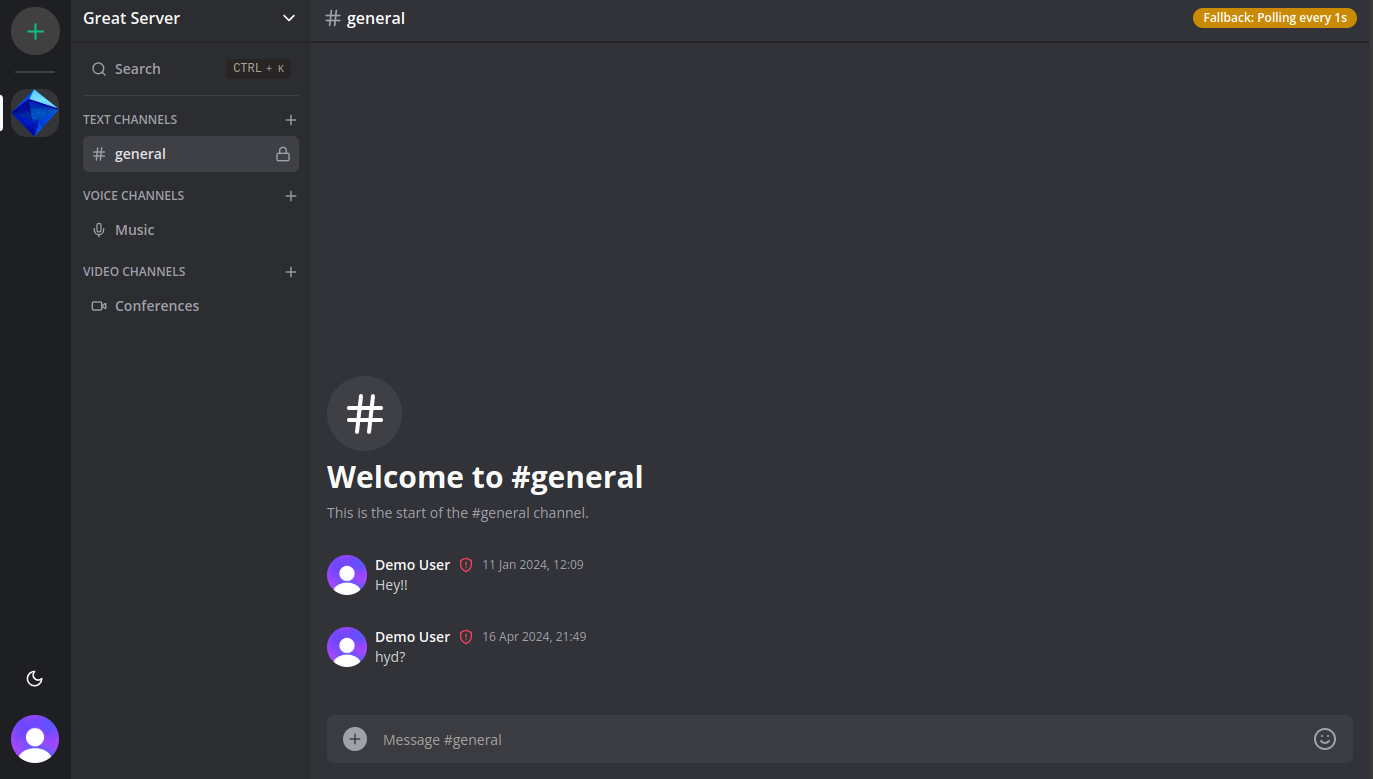 Great Server
Search CTRL + K
TEXT CHANNELS
general
VOICE CHANNELS
Music
VIDEO CHANNELS
Conferences
# general
Fallback: Polling every 1s
#
Welcome to #general
This is the start of the #general channel.
Demo User 11 Jan 2024, 12:09
Hey!!
Demo User 16 Apr 2024, 21:49
hyd?
Message #general